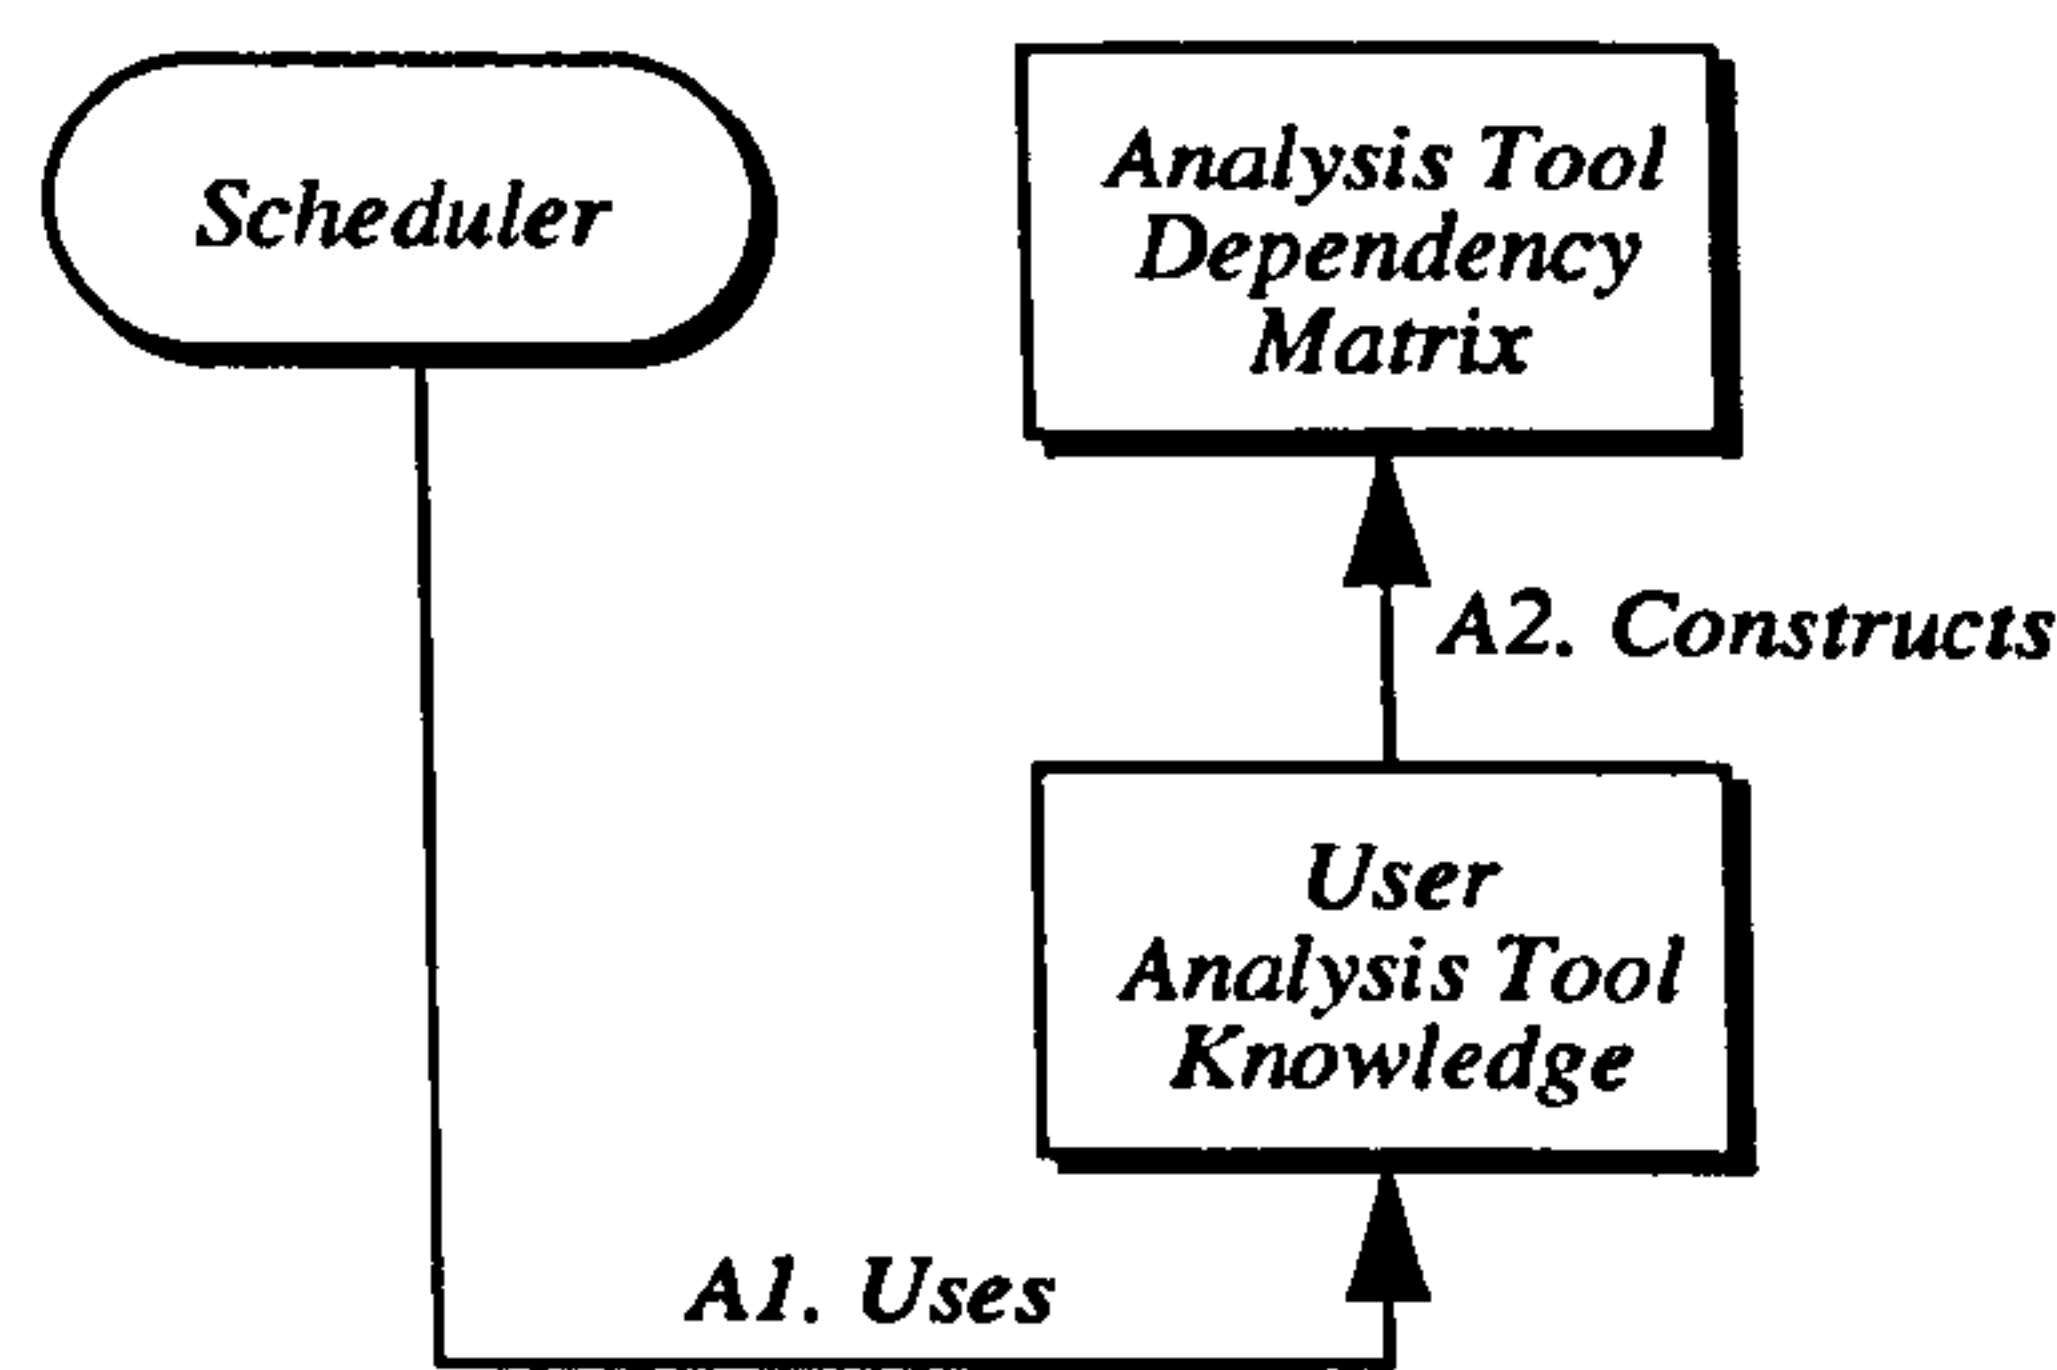 Scheduler
Analysis Tool
Dependency
Matrix
A2. Constructs
User
Analysis Tool
Knowledge
A1. Uses